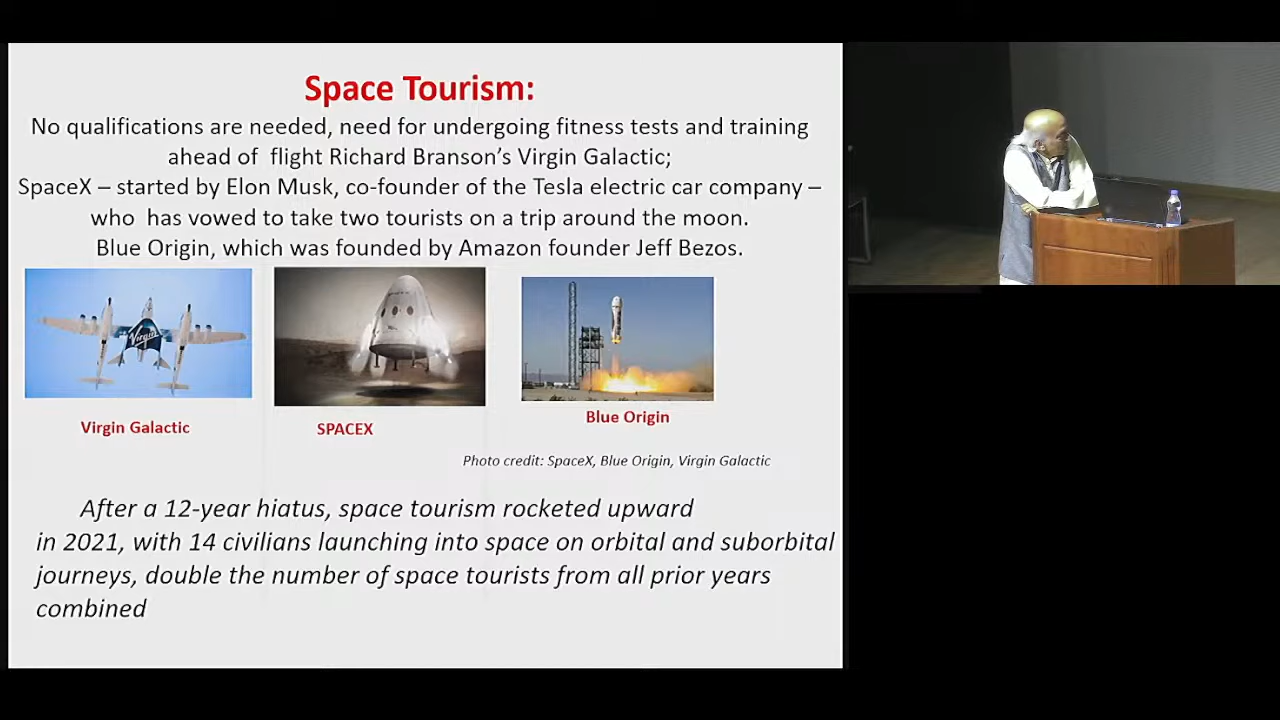 Space Tourism:
No qualifications are needed, need for undergoing fitness tests and training
ahead of flight Richard Branson’s Virgin Galactic;
SpaceX – started by Elon Musk, co-founder of the Tesla electric car company –
who has vowed to take two tourists on a trip around the moon.
Blue Origin, which was founded by Amazon founder Jeff Bezos.
Virgin
Virgin Galactic
SPACEX
Blue Origin
Photo credit: SpaceX, Blue Origin, Virgin Galactic
After a 12-year hiatus, space tourism rocketed upward
in 2021, with 14 civilians launching into space on orbital and suborbital
journeys, double the number of space tourists from all prior years
combined